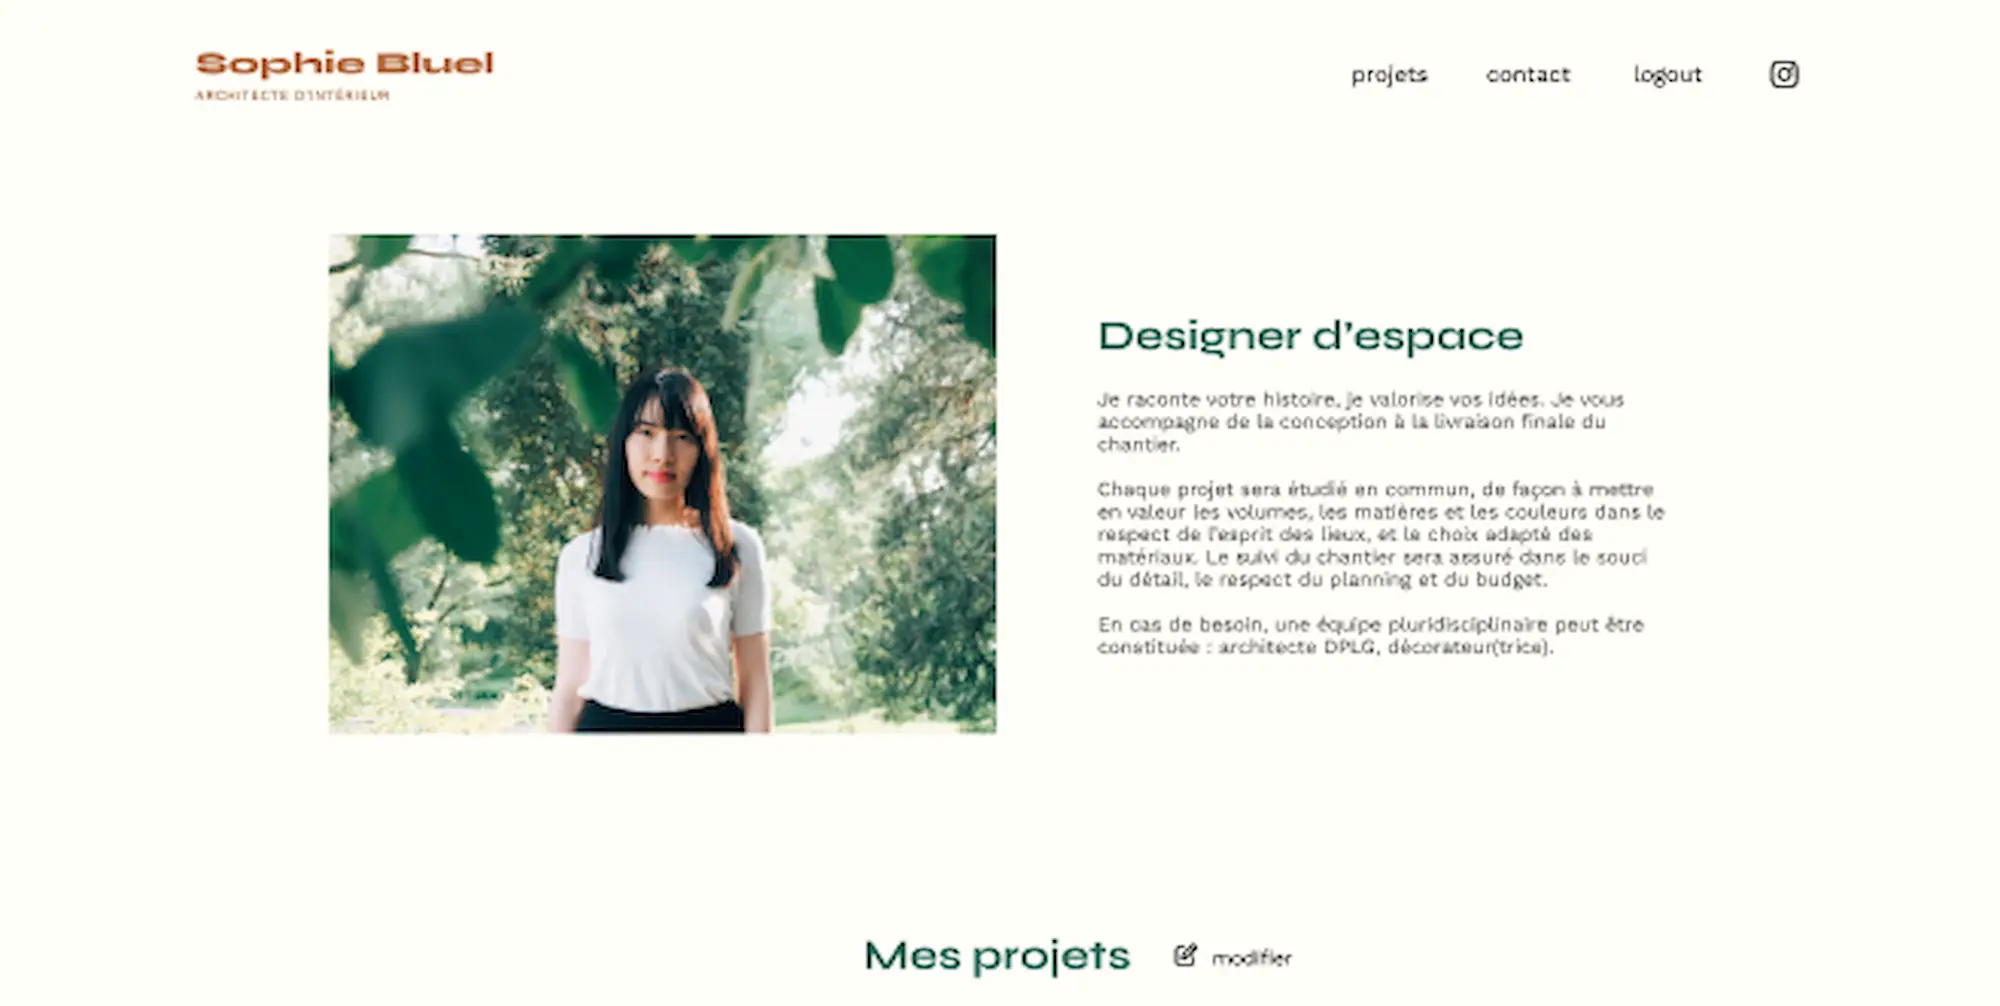 Sophie Bluel
ARCHITECTE D'INTÉRIEUR
projets contact logout
Designer d'espace
Je raconte votre histoire, je valorise vos idées. Je vous
accompagne de la conception à la livraison finale du
chantier.
Chaque projet sera étudié en commun, de façon à mettre
en valeur les volumes, les matières et les couleurs dans le
respect de l'esprit des lieux, et le choix adapté des
matériaux. Le suivi du chantier sera assuré dans le souci
du détail, le respect du planning et du budget.
En cas de besoin, une équipe pluridisciplinaire peut être
constituée : architecte DPLG, décorateur(trice).
Mes projets modifier